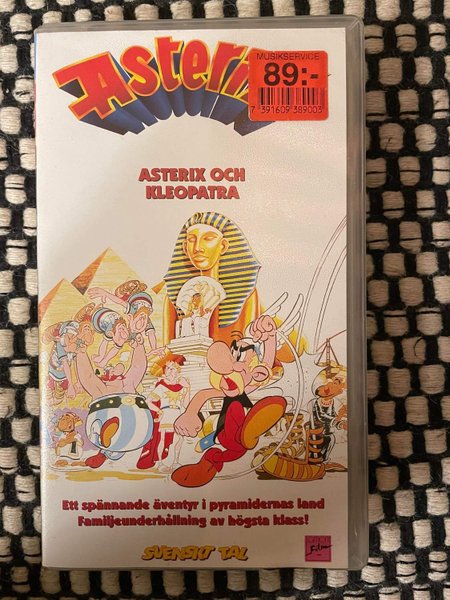 Asterix
MUSIKSERVICE
89:-
7 391609 389003
ASTERIX OCH
KLEOPATRA
Ett spännande äventyr i pyramidernas land
Familjeunderhållning av högsta klass!
SVENSKT TAL
Film